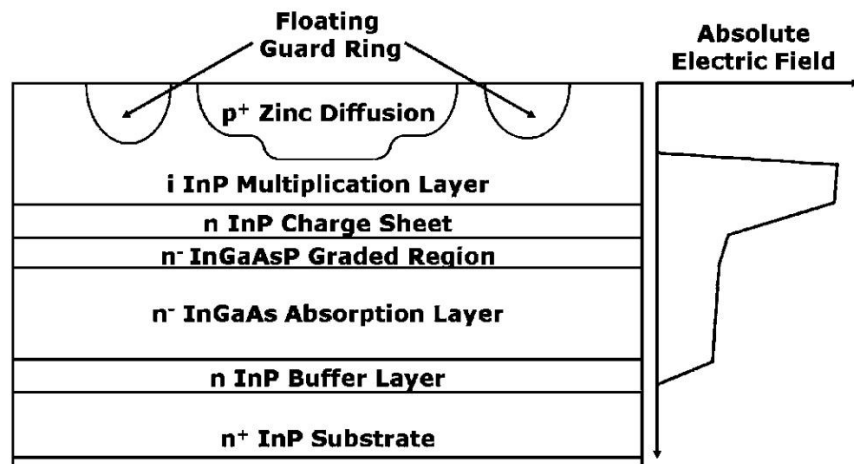 Floating
Guard Ring
Absolute
Electric Field
p⁺ Zinc Diffusion
i InP Multiplication Layer
n InP Charge Sheet
n⁻ InGaAsP Graded Region
n⁻ InGaAs Absorption Layer
n InP Buffer Layer
n⁺ InP Substrate